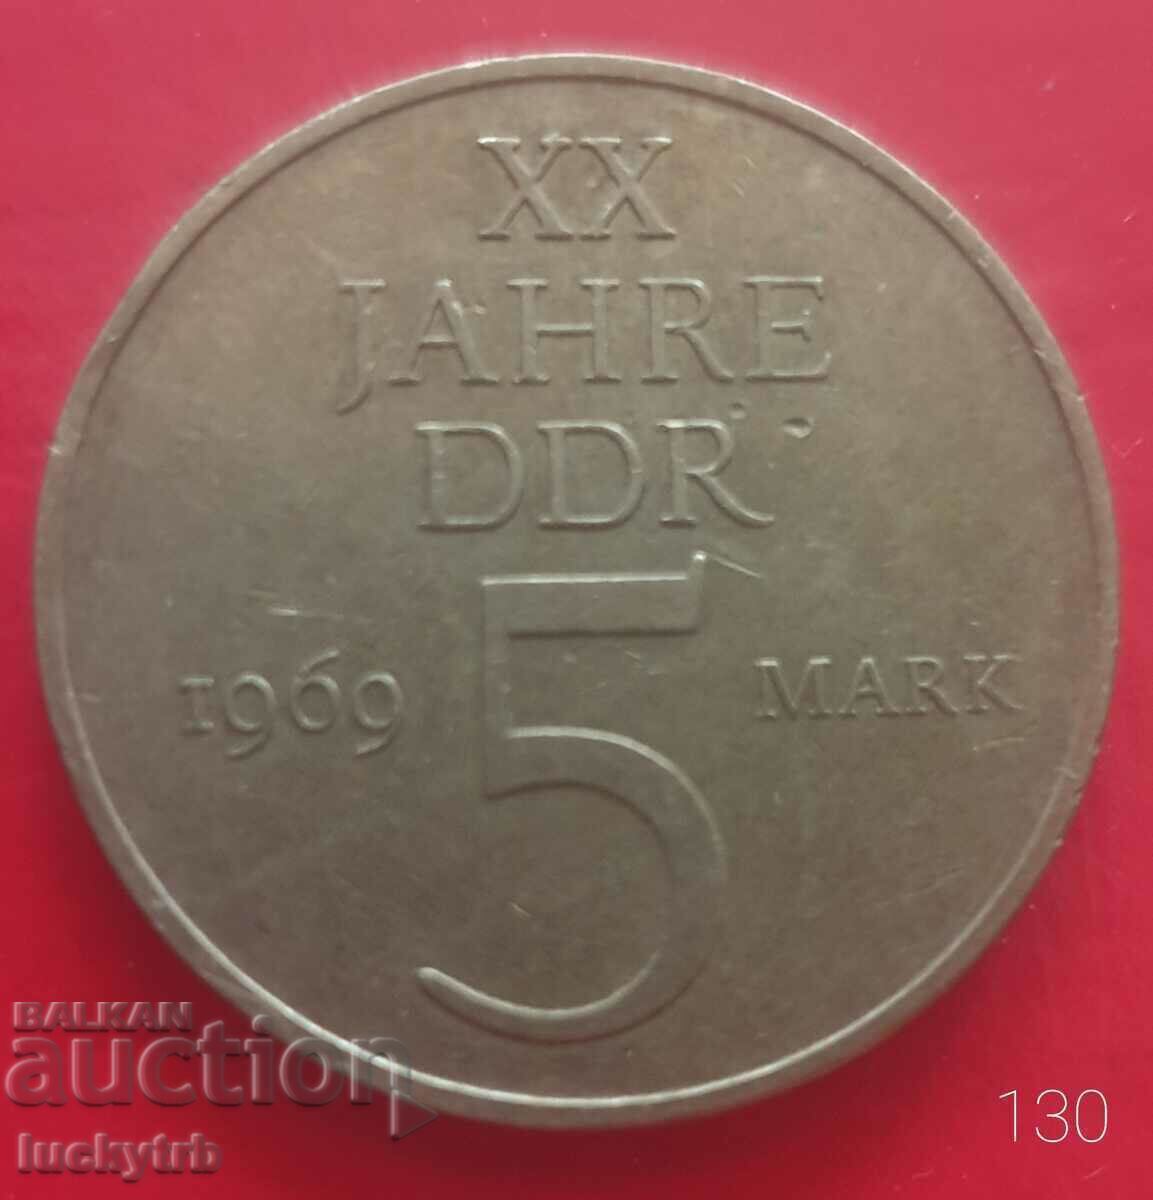 XX
JAHRE
DDR
5
1969
MARK
BALKAN
auction
luckytrb
130